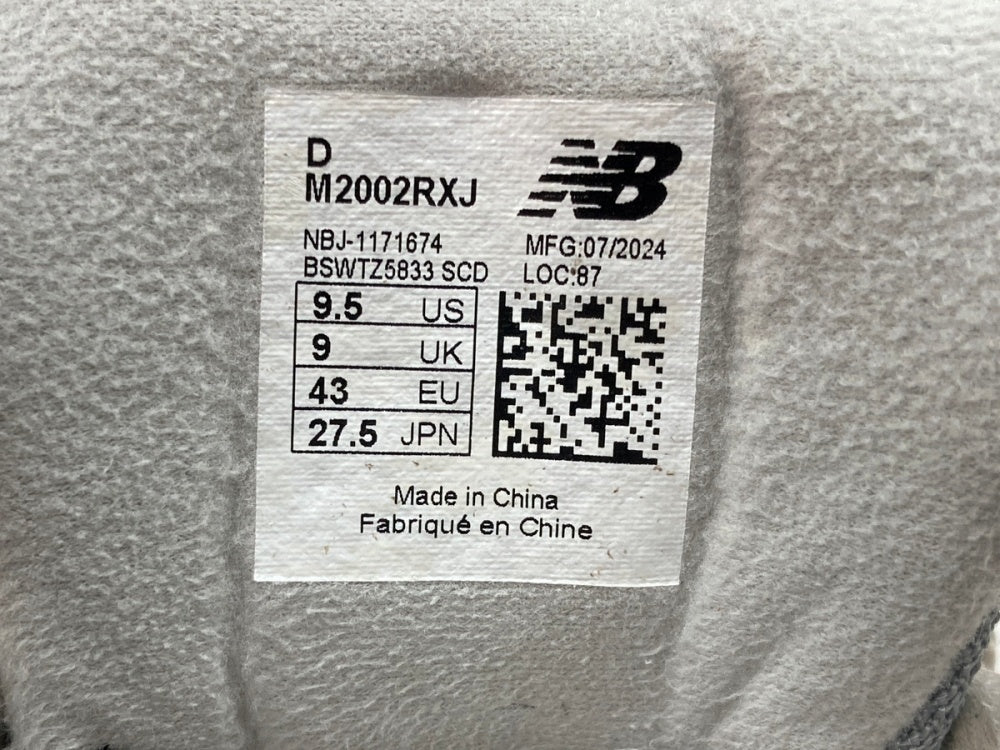 D
M2002RXJ
NB
NBJ-1171674
MFG:07/2024
BSWTZ5833 SCD
LOC:87
9.5 US
9 UK
43 EU
27.5 JPN
Made in China
Fabriqué en Chine